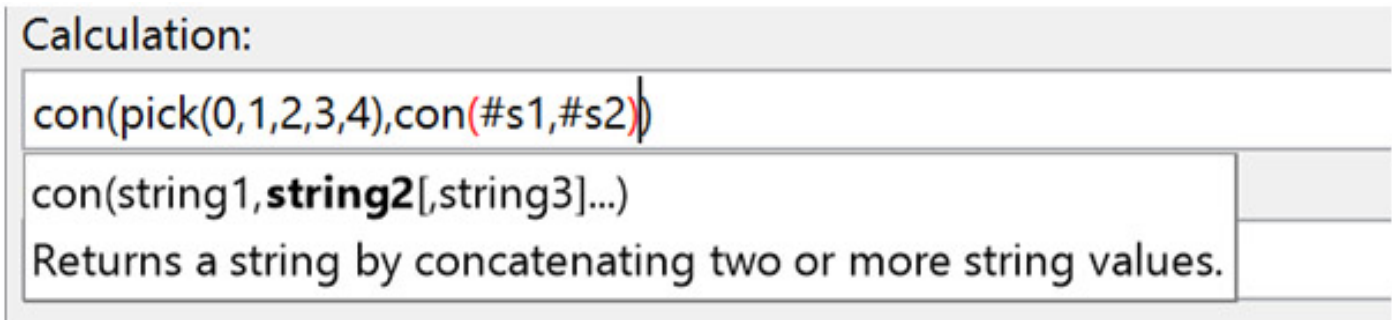 Calculation:
con(pick(0,1,2,3,4),con(#s1,#s2))
con(string1,string2[,string3]...)
Returns a string by concatenating two or more string values.